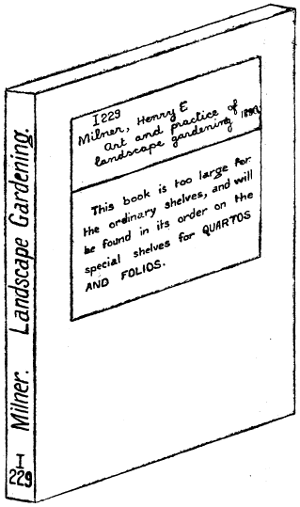 I229
Milner, Henry E
Art and practice of
landscape gardening 1890
This book is too large for
the ordinary shelves, and will
be found in its order on the
special shelves for QUARTOS
AND FOLIOS.
Milner. Landscape Gardening.
I
229